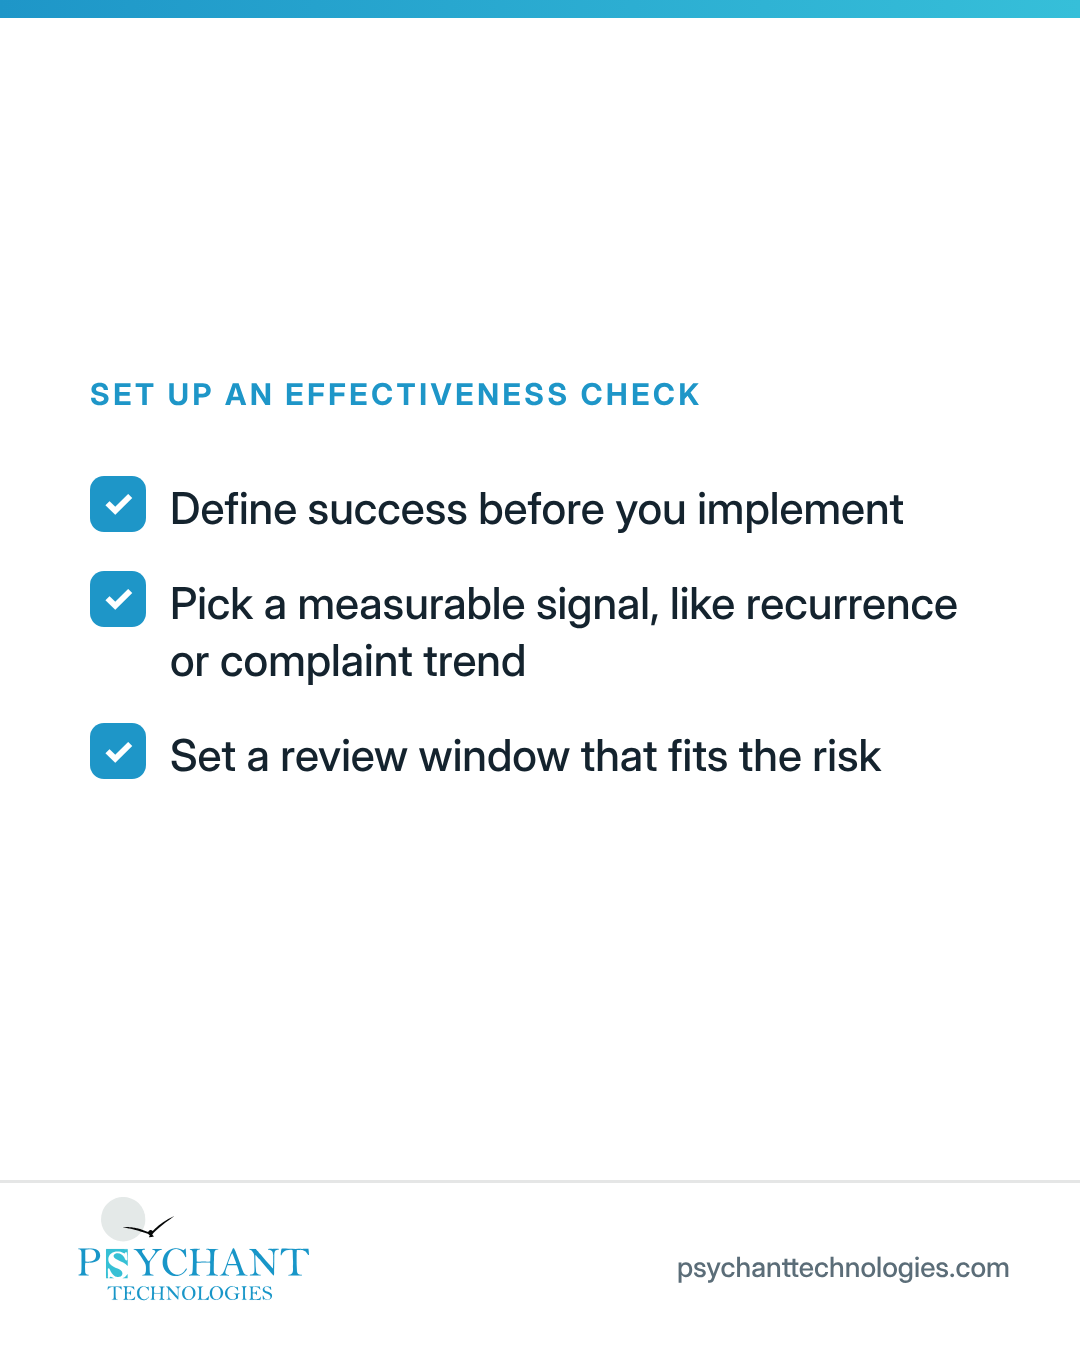 SET UP AN EFFECTIVENESS CHECK
Define success before you implement
Pick a measurable signal, like recurrence
or complaint trend
Set a review window that fits the risk
PSYCHANT
TECHNOLOGIES
psychanttechnologies.com